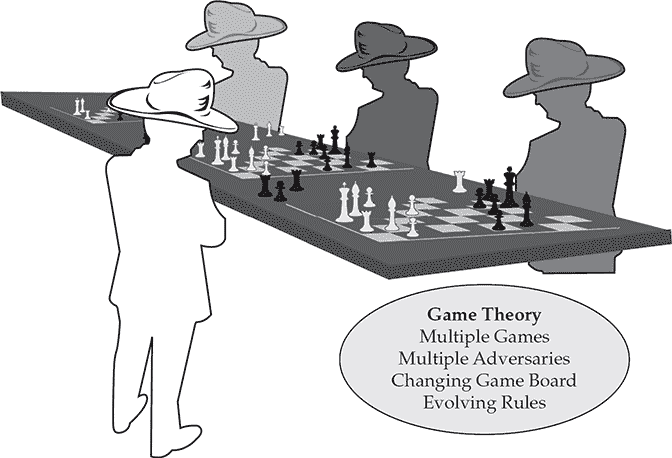 Game Theory
Multiple Games
Multiple Adversaries
Changing Game Board
Evolving Rules